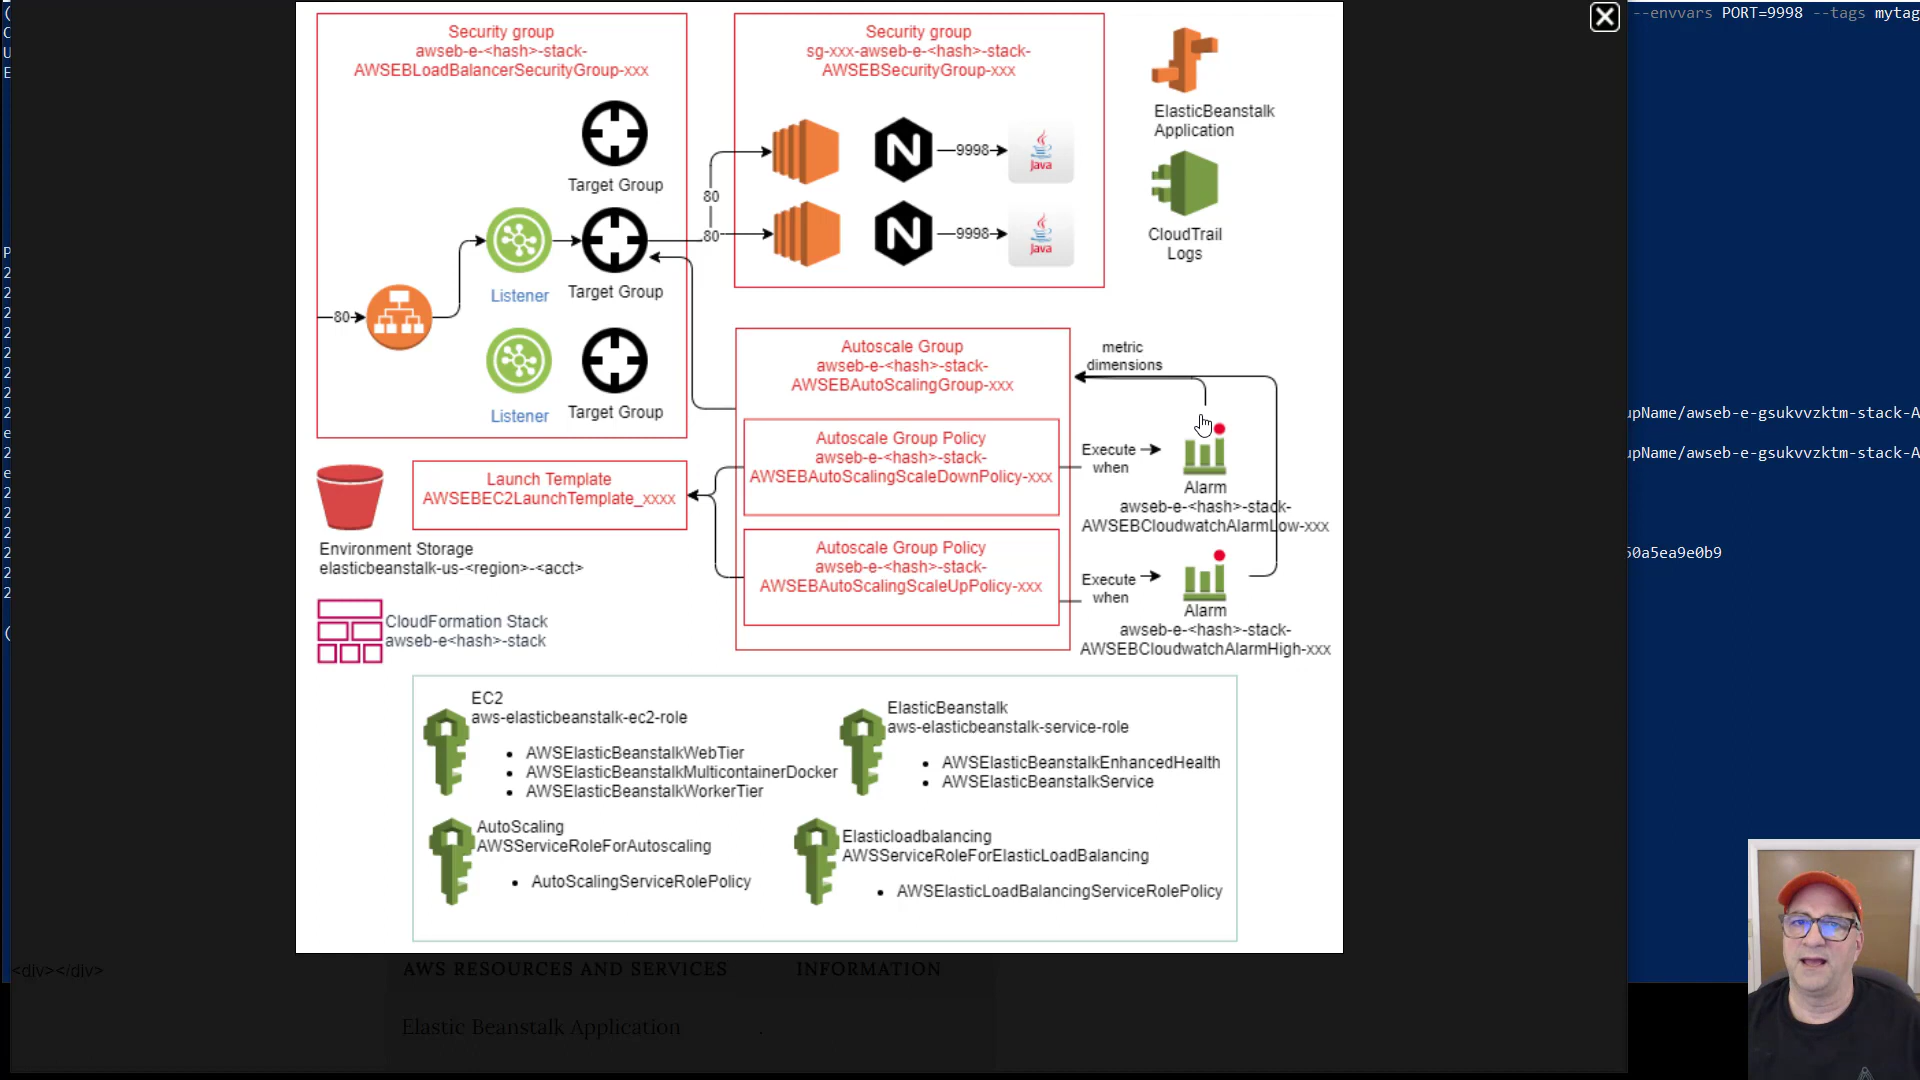 --envvars PORT=9998 --tags mytag
Security group
awseb-e-<hash>-stack-
AWSEBLoadBalancerSecurityGroup-xxx
Security group
sg-xxx-awseb-e-<hash>-stack-
AWSEBSecurityGroup-xxx
ElasticBeanstalk
Application
Target Group
80
9998
Java
Listener
Target Group
80
9998
Java
CloudTrail
Logs
80
Listener
Target Group
Autoscale Group
awseb-e-<hash>-stack-
AWSEBAutoScalingGroup-xxx
metric
dimensions
Autoscale Group Policy
awseb-e-<hash>-stack-
AWSEBAutoScalingScaleDownPolicy-xxx
Execute
when
Alarm
awseb-e-<hash>-stack-
AWSEBCloudwatchAlarmLow-xxx
Launch Template
AWSEBEC2LaunchTemplate_xxxx
Environment Storage
elasticbeanstalk-us-<region>-<acct>
Autoscale Group Policy
awseb-e-<hash>-stack-
AWSEBAutoScalingScaleUpPolicy-xxx
Execute
when
Alarm
awseb-e-<hash>-stack-
AWSEBCloudwatchAlarmHigh-xxx
CloudFormation Stack
awseb-e<hash>-stack
upName/awseb-e-gsukvvzktm-stack-A
upName/awseb-e-gsukvvzktm-stack-A
50a5ea9e0b9
EC2
aws-elasticbeanstalk-ec2-role
• AWSElasticBeanstalkWebTier
• AWSElasticBeanstalkMulticontainerDocker
• AWSElasticBeanstalkWorkerTier
ElasticBeanstalk
aws-elasticbeanstalk-service-role
• AWSElasticBeanstalkEnhancedHealth
• AWSElasticBeanstalkService
AutoScaling
AWSServiceRoleForAutoscaling
• AutoScalingServiceRolePolicy
Elasticloadbalancing
AWSServiceRoleForElasticLoadBalancing
• AWSElasticLoadBalancingServiceRolePolicy
<div></div>
AWS RESOURCES AND SERVICES
INFORMATION
Elastic Beanstalk Application